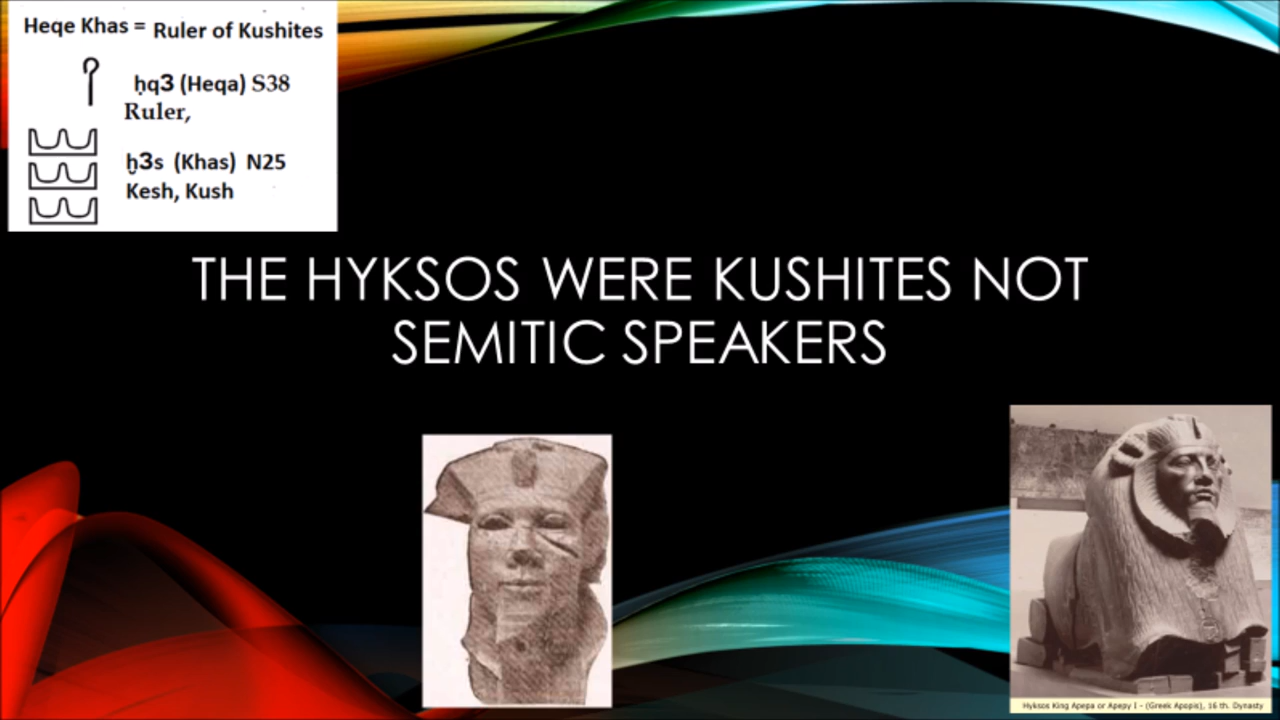 Heqe Khas = Ruler of Kushites
ḥq3 (Heqa) S38
Ruler,
ḫ3s (Khas) N25
Kesh, Kush
THE HYKSOS WERE KUSHITES NOT
SEMITIC SPEAKERS
Hyksos King Apepa or Apepy I - (Greek Apopis), 16 th. Dynasty